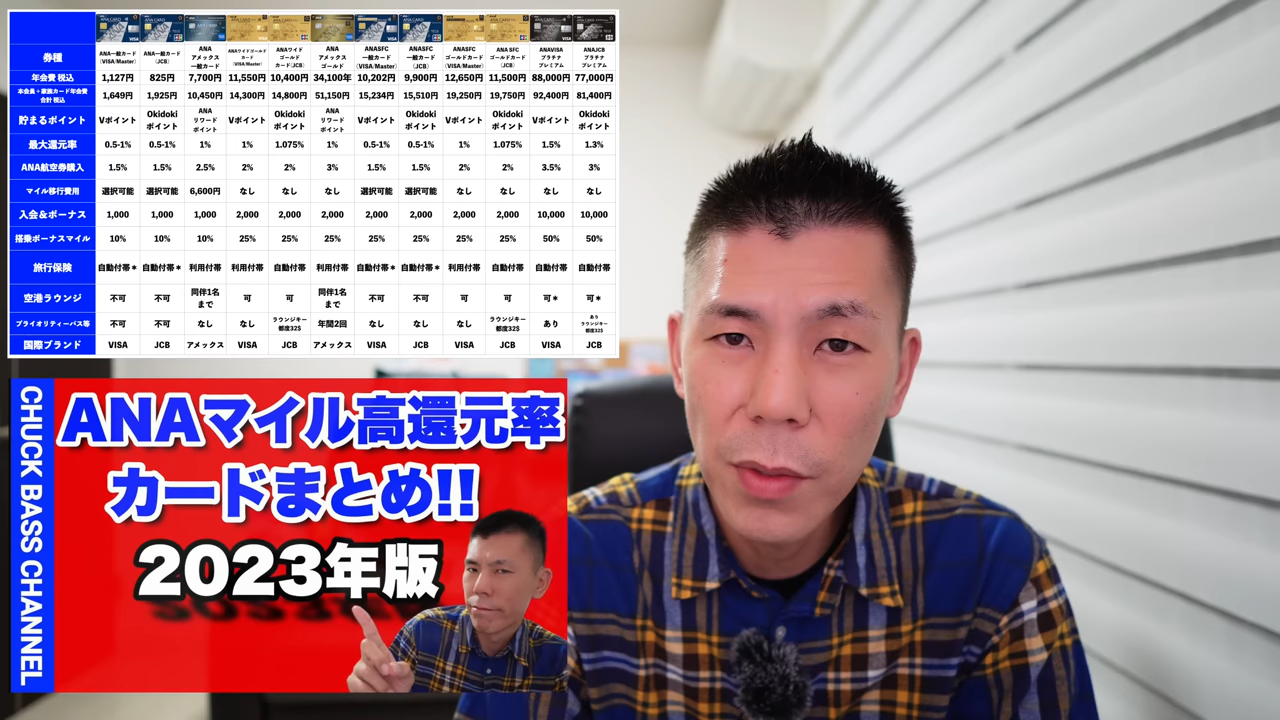 券種 ANA一般カード（VISA/Master） ANA一般カード（JCB） ANAアメックス一般カード ANAワイドゴールドカード（VISA/Master） ANAワイドゴールドカード（JCB） ANAアメックスゴールド ANASFC一般カード（VISA/Master） ANASFC一般カード（JCB） ANASFCゴールドカード（VISA/Master） ANA SFCゴールドカード（JCB） ANAVISAプラチナプレミアム ANAJCBプラチナプレミアム
年会費 税込 1,127円 825円 7,700円 11,550円 10,400円 34,100年 10,202円 9,900円 12,650円 11,500円 88,000円 77,000円
本会員＋家族カード年会費合計 税込 1,649円 1,925円 10,450円 14,300円 14,800円 51,150円 15,234円 15,510円 19,250円 19,750円 92,400円 81,400円
貯まるポイント Vポイント Okidokiポイント ANAリワードポイント Vポイント Okidokiポイント ANAリワードポイント Vポイント Okidokiポイント Vポイント Okidokiポイント Vポイント Okidokiポイント
最大還元率 0.5-1% 0.5-1% 1% 1% 1.075% 1% 0.5-1% 0.5-1% 1% 1.075% 1.5% 1.3%
ANA航空券購入 1.5% 1.5% 2.5% 2% 2% 3% 1.5% 1.5% 2% 2% 3.5% 3%
マイル移行費用 選択可能 選択可能 6,600円 なし なし なし 選択可能 選択可能 なし なし なし なし
入会＆ボーナス 1,000 1,000 1,000 2,000 2,000 2,000 2,000 2,000 2,000 2,000 10,000 10,000
搭乗ボーナスマイル 10% 10% 10% 25% 25% 25% 25% 25% 25% 25% 50% 50%
旅行保険 自動付帯＊ 自動付帯＊ 利用付帯 利用付帯 自動付帯 利用付帯 自動付帯＊ 自動付帯＊ 利用付帯 自動付帯 自動付帯 自動付帯
空港ラウンジ 不可 不可 同伴1名まで 可 可 同伴1名まで 不可 不可 可 可 可＊ 可＊
プライオリティーパス等 不可 不可 なし なし ラウンジキー都度32$ 年間2回 なし なし なし ラウンジキー都度32$ あり ありラウンジキー都度32$
国際ブランド VISA JCB アメックス VISA JCB アメックス VISA JCB VISA JCB VISA JCB
CHUCK BASS CHANNEL
ANAマイル高還元率
カードまとめ!!
2023年版